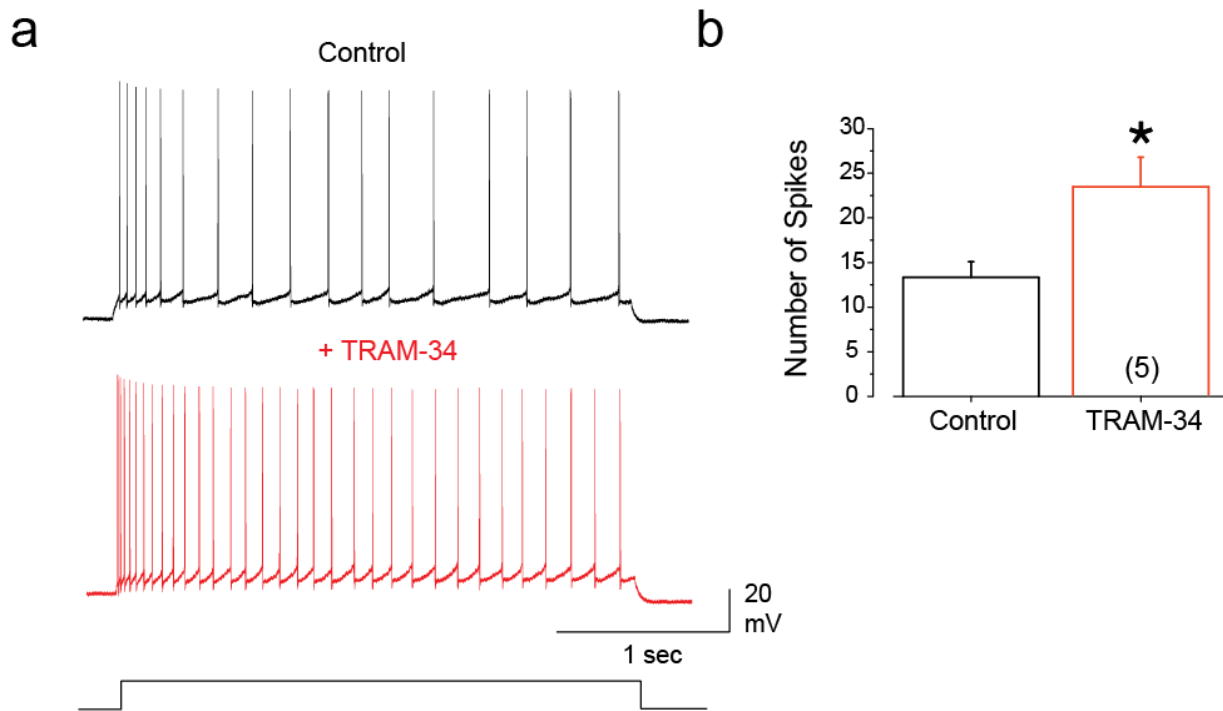 a
Control
+ TRAM-34
20
mV
1 sec
b
*
Number of Spikes
30
25
20
15
10
5
0
(5)
Control
TRAM-34